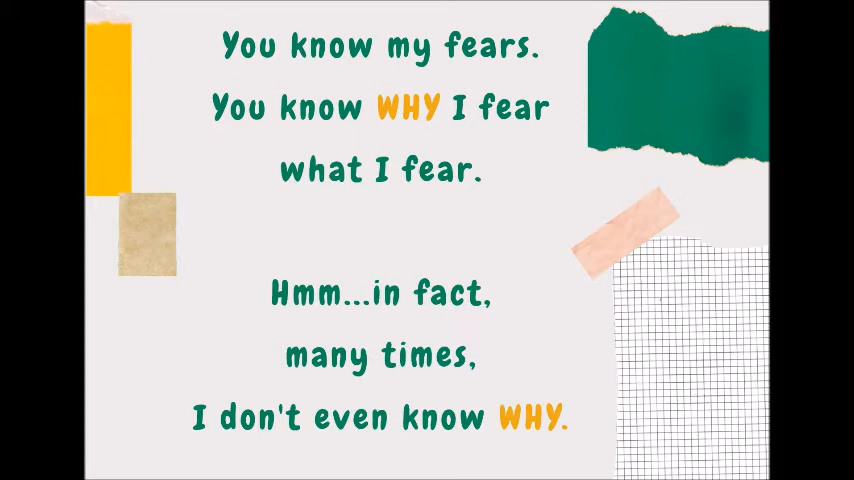 You know my fears.
You know WHY I fear
what I fear.
Hmm...in fact,
many times,
I don't even know WHY.